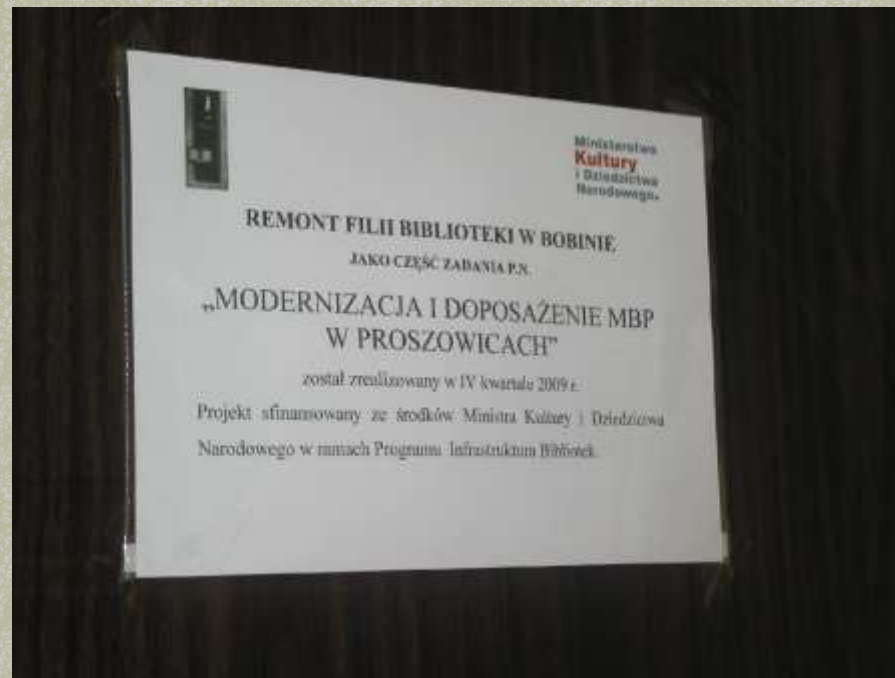 Ministerstwo
Kultury
i Dziedzictwa
Narodowego.
REMONT FILII BIBLIOTEKI W BOBINIE
JAKO CZĘŚĆ ZADANIA P.N.
„MODERNIZACJA I DOPOSAŻENIE MBP
W PROSZOWICACH”
został zrealizowany w IV kwartale 2009 r.
Projekt sfinansowany ze środków Ministra Kultury i Dziedzictwa
Narodowego w ramach Programu Infrastruktura Bibliotek.